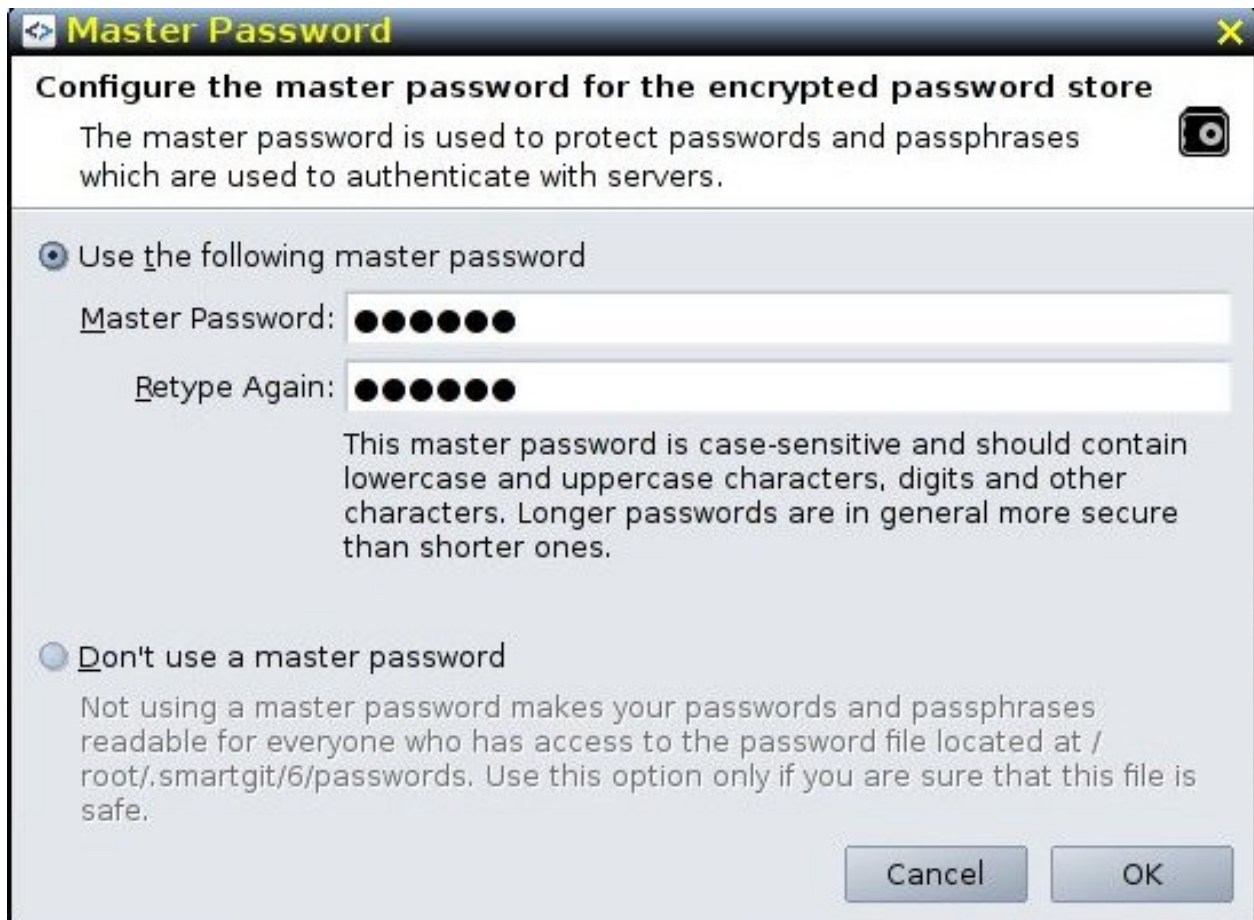 Master Password
Configure the master password for the encrypted password store
The master password is used to protect passwords and passphrases
which are used to authenticate with servers.
Use the following master password
Master Password: ●●●●●●
Retype Again: ●●●●●●
This master password is case-sensitive and should contain
lowercase and uppercase characters, digits and other
characters. Longer passwords are in general more secure
than shorter ones.
Don't use a master password
Not using a master password makes your passwords and passphrases
readable for everyone who has access to the password file located at /
root/.smartgit/6/passwords. Use this option only if you are sure that this file is
safe.
Cancel OK